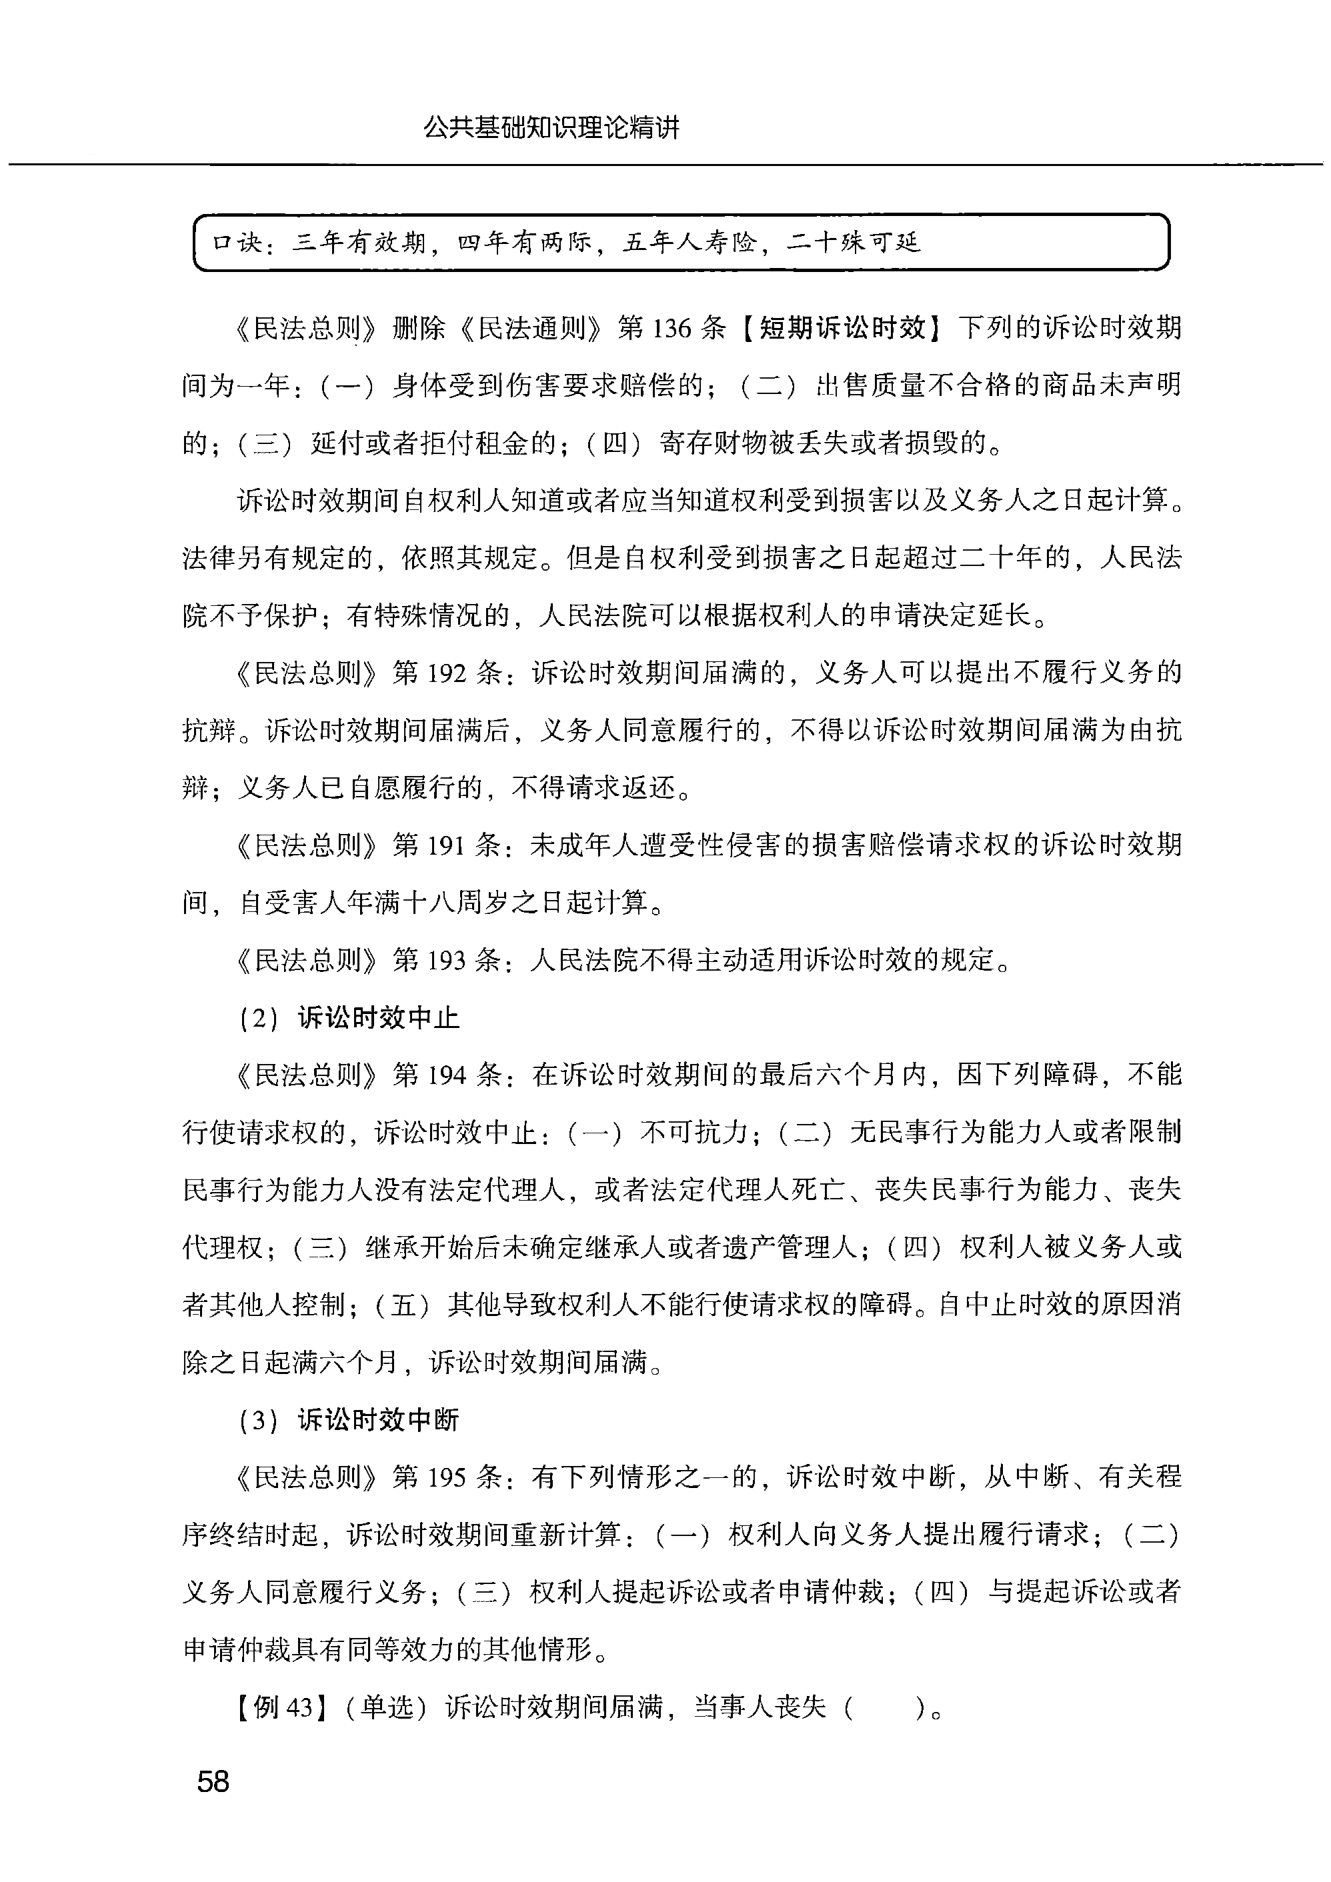 公共基础知识理论精讲
口诀：三年有效期，四年有两际，五年人寿险，二十殊可延
《民法总则》删除《民法通则》第 136 条【短期诉讼时效】下列的诉讼时效期
间为一年：（一）身体受到伤害要求赔偿的；（二）出售质量不合格的商品未声明
的；（三）延付或者拒付租金的；（四）寄存财物被丢失或者损毁的。
诉讼时效期间自权利人知道或者应当知道权利受到损害以及义务人之日起计算。
法律另有规定的，依照其规定。但是自权利受到损害之日起超过二十年的，人民法
院不予保护；有特殊情况的，人民法院可以根据权利人的申请决定延长。
《民法总则》第 192 条：诉讼时效期间届满的，义务人可以提出不履行义务的
抗辩。诉讼时效期间届满后，义务人同意履行的，不得以诉讼时效期间届满为由抗
辩；义务人已自愿履行的，不得请求返还。
《民法总则》第 191 条：未成年人遭受性侵害的损害赔偿请求权的诉讼时效期
间，自受害人年满十八周岁之日起计算。
《民法总则》第 193 条：人民法院不得主动适用诉讼时效的规定。
（2）诉讼时效中止
《民法总则》第 194 条：在诉讼时效期间的最后六个月内，因下列障碍，不能
行使请求权的，诉讼时效中止：（一）不可抗力；（二）无民事行为能力人或者限制
民事行为能力人没有法定代理人，或者法定代理人死亡、丧失民事行为能力、丧失
代理权；（三）继承开始后未确定继承人或者遗产管理人；（四）权利人被义务人或
者其他人控制；（五）其他导致权利人不能行使请求权的障碍。自中止时效的原因消
除之日起满六个月，诉讼时效期间届满。
（3）诉讼时效中断
《民法总则》第 195 条：有下列情形之一的，诉讼时效中断，从中断、有关程
序终结时起，诉讼时效期间重新计算：（一）权利人向义务人提出履行请求；（二）
义务人同意履行义务；（三）权利人提起诉讼或者申请仲裁；（四）与提起诉讼或者
申请仲裁具有同等效力的其他情形。
【例 43】（单选）诉讼时效期间届满，当事人丧失（　　）。
58